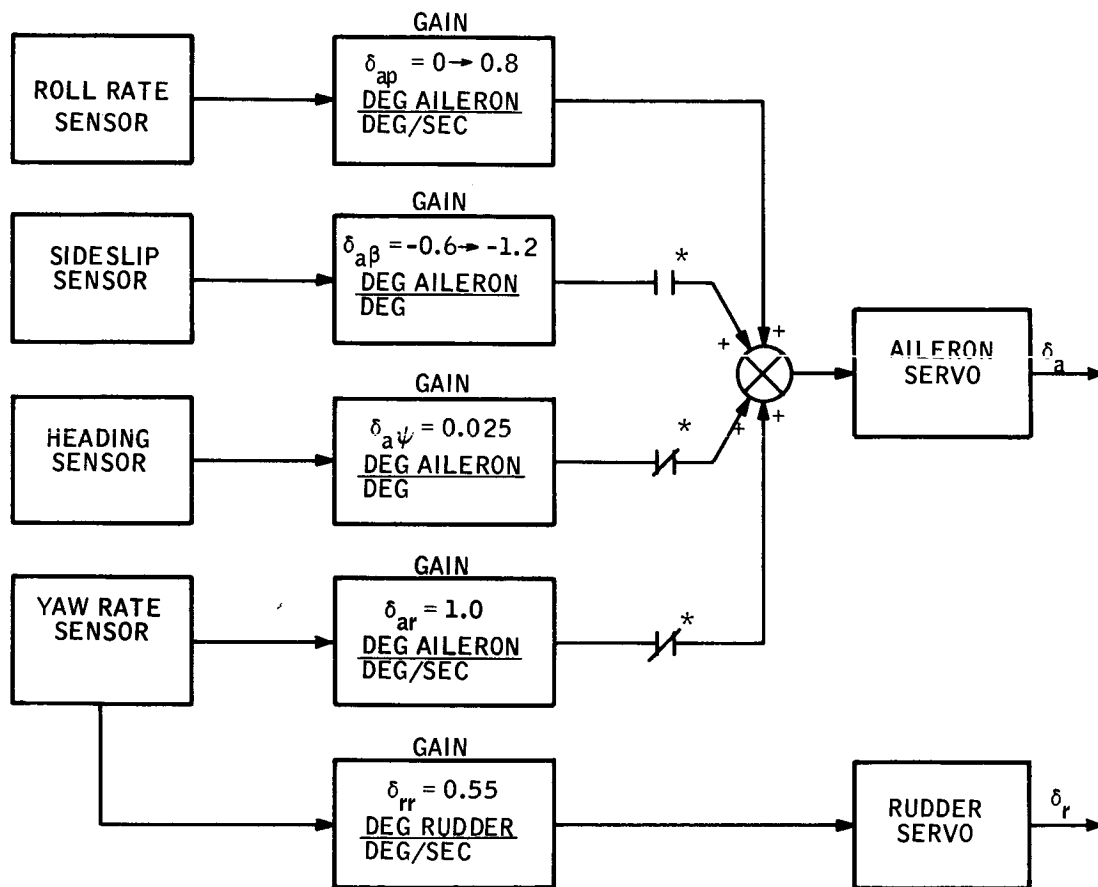 GAIN
ROLL RATE
SENSOR
δap = 0 → 0.8
DEG AILERON
DEG/SEC
GAIN
SIDESLIP
SENSOR
δaβ = -0.6 → -1.2
DEG AILERON
DEG
*
+
+
AILERON
SERVO
δa
GAIN
HEADING
SENSOR
δaψ = 0.025
DEG AILERON
DEG
*
+
+
GAIN
YAW RATE
SENSOR
δar = 1.0
DEG AILERON
DEG/SEC
*
GAIN
δrr = 0.55
DEG RUDDER
DEG/SEC
RUDDER
SERVO
δr